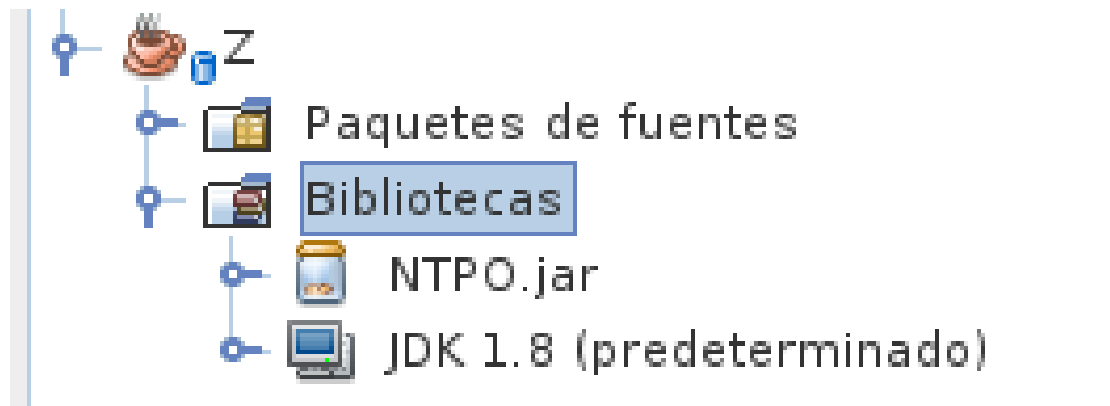 Z
Paquetes de fuentes
Bibliotecas
NTPO.jar
JDK 1.8 (predeterminado)